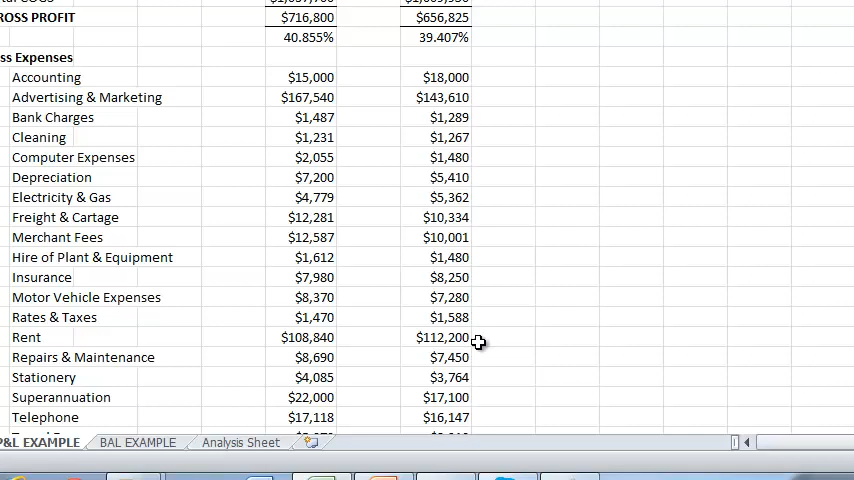 ROSS PROFIT $716,800 $656,825
40.855% 39.407%
ss Expenses
Accounting $15,000 $18,000
Advertising & Marketing $167,540 $143,610
Bank Charges $1,487 $1,289
Cleaning $1,231 $1,267
Computer Expenses $2,055 $1,480
Depreciation $7,200 $5,410
Electricity & Gas $4,779 $5,362
Freight & Cartage $12,281 $10,334
Merchant Fees $12,587 $10,001
Hire of Plant & Equipment $1,612 $1,480
Insurance $7,980 $8,250
Motor Vehicle Expenses $8,370 $7,280
Rates & Taxes $1,470 $1,588
Rent $108,840 $112,200
Repairs & Maintenance $8,690 $7,450
Stationery $4,085 $3,764
Superannuation $22,000 $17,100
Telephone $17,118 $16,147
P&L EXAMPLE BAL EXAMPLE Analysis Sheet